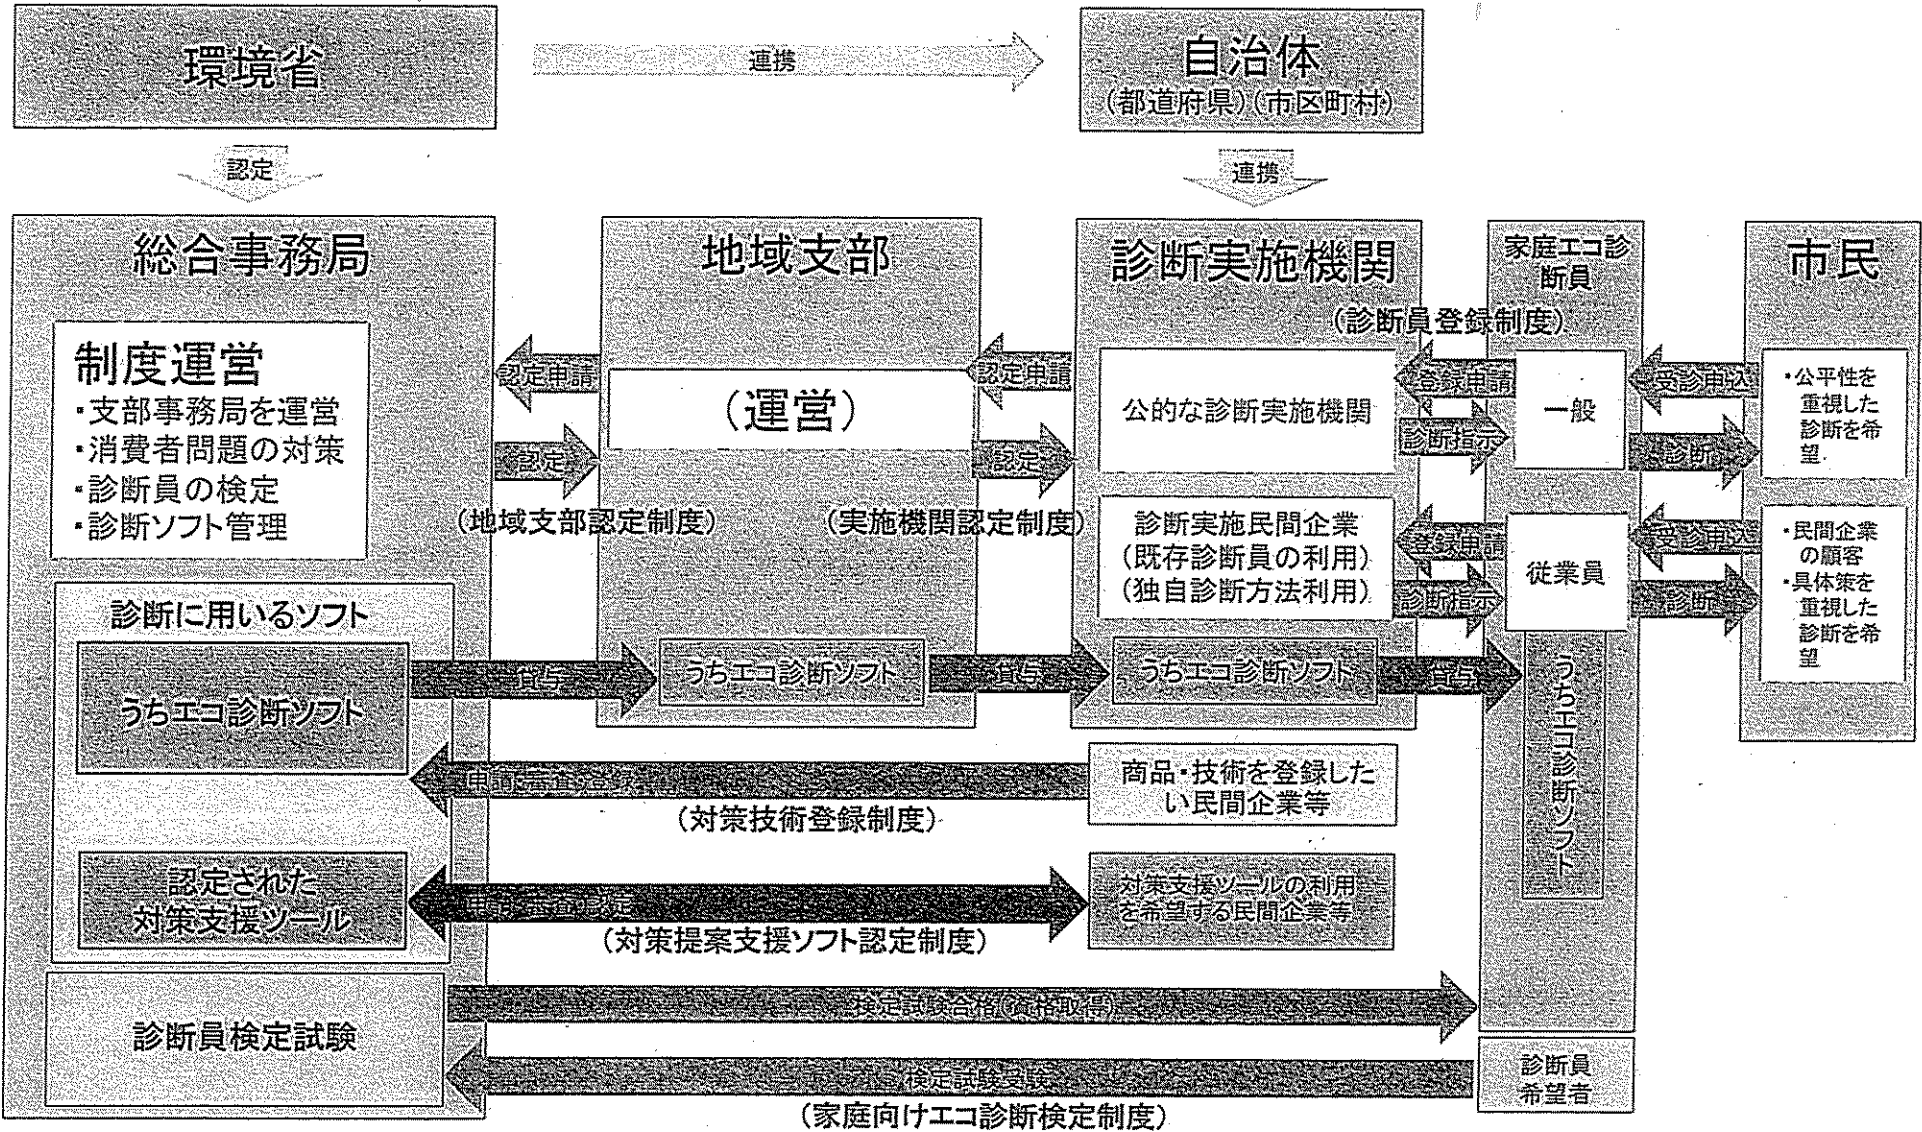 環境省
連携
自治体
(都道府県)(市区町村)
認定
連携
総合事務局
地域支部
診断実施機関
家庭エコ診
断員
市民
(診断員登録制度)
制度運営
・支部事務局を運営
・消費者問題の対策
・診断員の検定
・診断ソフト管理
認定申請
認定
(地域支部認定制度)
(運営)
認定申請
認定
(実施機関認定制度)
公的な診断実施機関
登録申請
診断指示
一般
受診申込
診断
・公平性を
重視した
診断を希
望
診断実施民間企業
(既存診断員の利用)
(独自診断方法利用)
登録申請
診断指示
従業員
受診申込
診断
・民間企業
の顧客
・具体策を
重視した
診断を希
望
診断に用いるソフト
うちエコ診断ソフト
貸与
うちエコ診断ソフト
貸与
うちエコ診断ソフト
貸与
うちエコ診断ソフト
申請・審査・登録
商品・技術を登録した
い民間企業等
(対策技術登録制度)
認定された
対策支援ツール
申請・審査・認定
対策支援ツールの利用
を希望する民間企業等
(対策提案支援ソフト認定制度)
診断員検定試験
検定試験合格(資格取得)
検定試験受験
診断員
希望者
(家庭向けエコ診断検定制度)